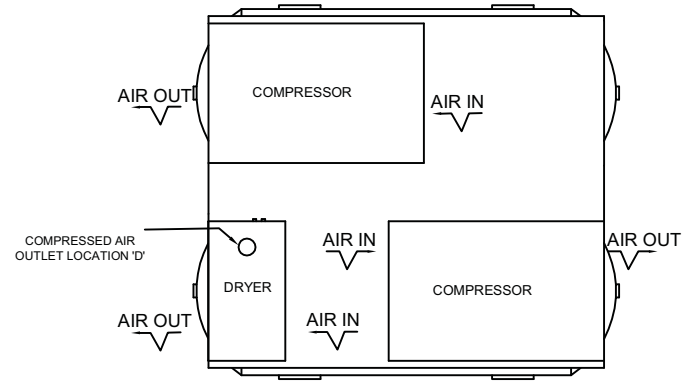 AIR OUT
COMPRESSOR
AIR IN
COMPRESSED AIR
OUTLET LOCATION 'D'
AIR IN
AIR OUT
DRYER
COMPRESSOR
AIR OUT
AIR IN